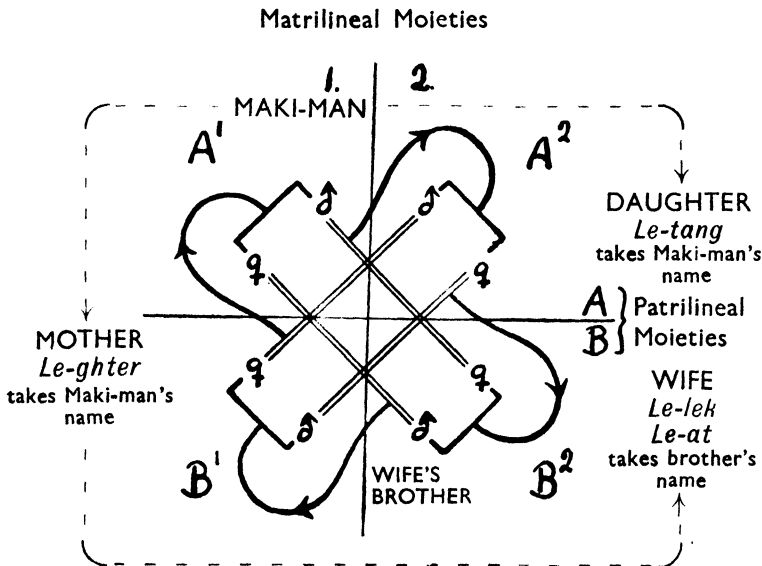 Matrilineal Moieties
1. 2.
MAKI-MAN
A¹ A²
♂ ♂
DAUGHTER
Le-tang
takes Maki-man's
name
♀ ♀
A } Patrilineal
B } Moieties
MOTHER
Le-ghter
takes Maki-man's
name
♀ ♀
WIFE
Le-lek
Le-at
takes brother's
name
♂ ♂
B¹ B²
WIFE'S
BROTHER